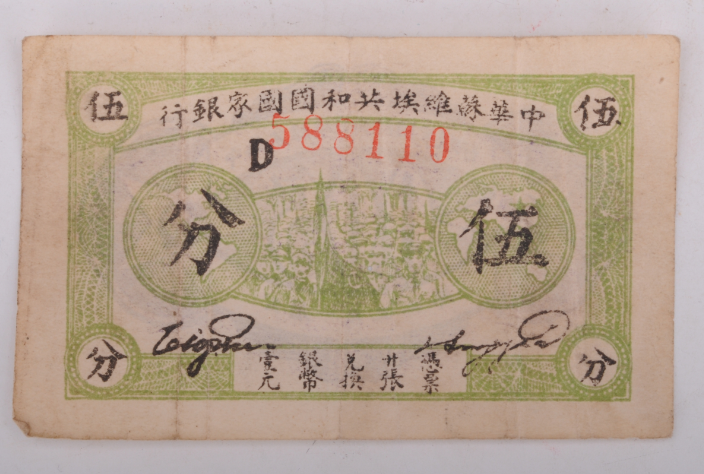 伍 中華蘇維埃共和國國家銀行 伍
D 588110
伍 分
憑票
廿張
兌換
銀幣
壹元
分 分